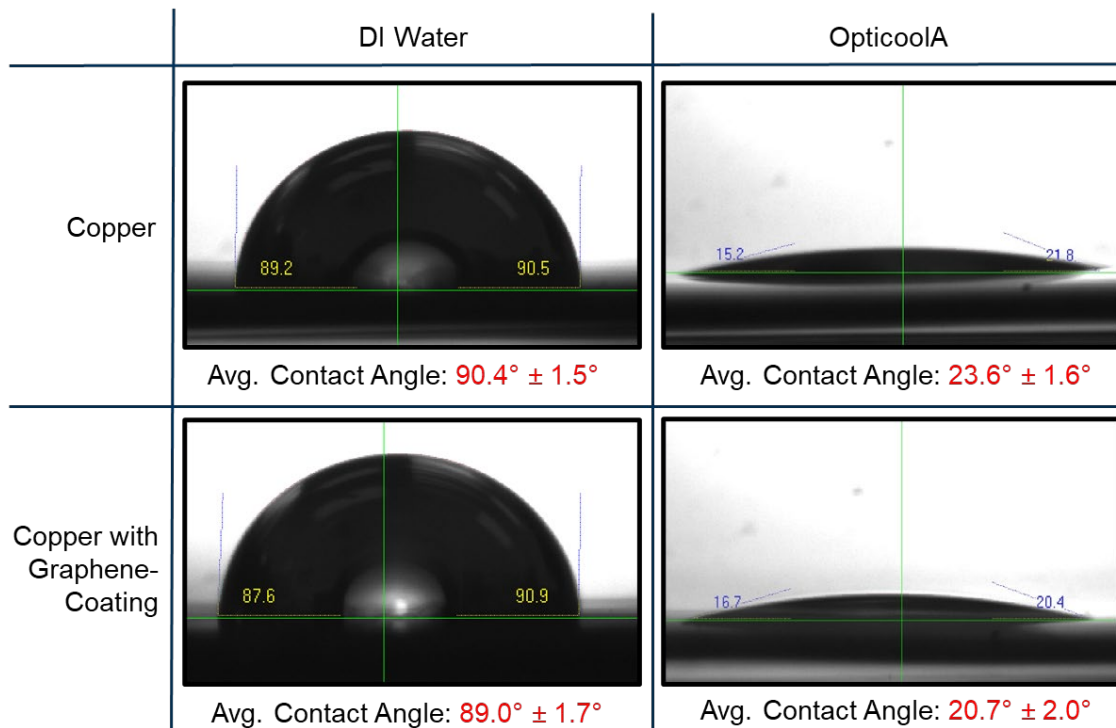 DI Water
OpticoolA
Copper
89.2
90.5
15.2
21.8
Avg. Contact Angle: 90.4° ± 1.5°
Avg. Contact Angle: 23.6° ± 1.6°
Copper with
Graphene-
Coating
87.6
90.9
16.7
20.4
Avg. Contact Angle: 89.0° ± 1.7°
Avg. Contact Angle: 20.7° ± 2.0°